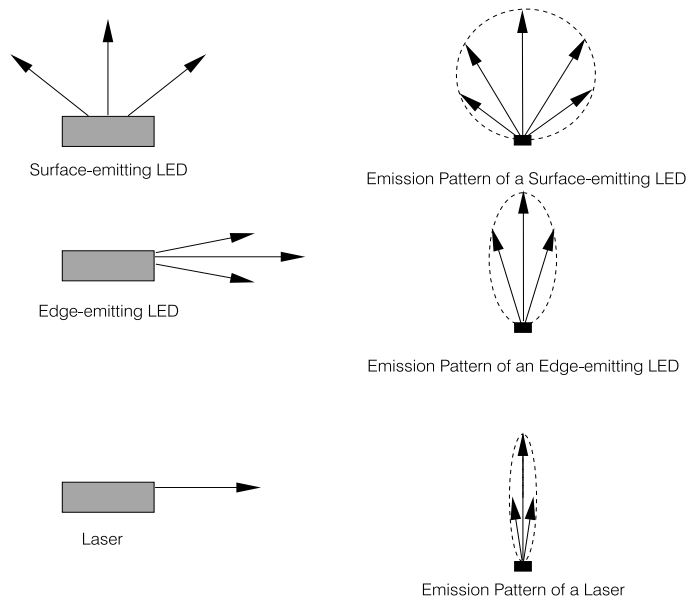 Surface-emitting LED
Emission Pattern of a Surface-emitting LED
Edge-emitting LED
Emission Pattern of an Edge-emitting LED
Laser
Emission Pattern of a Laser